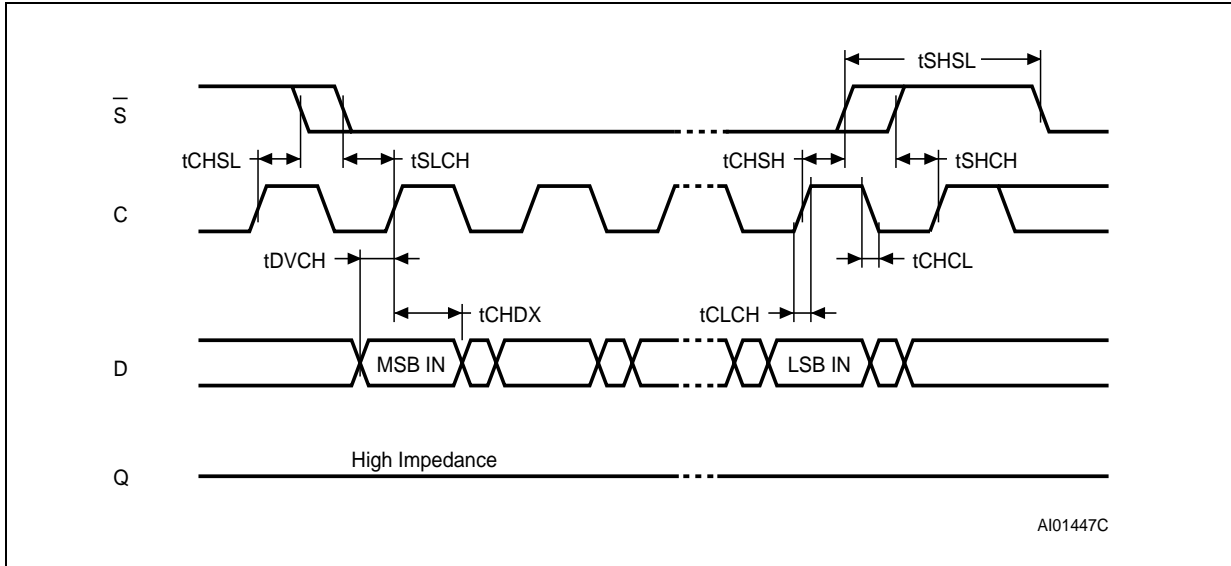 tSHSL
S̅
tCHSL
tSLCH
tCHSH
tSHCH
C
tDVCH
tCHCL
tCHDX
tCLCH
D
MSB IN
LSB IN
High Impedance
Q
AI01447C